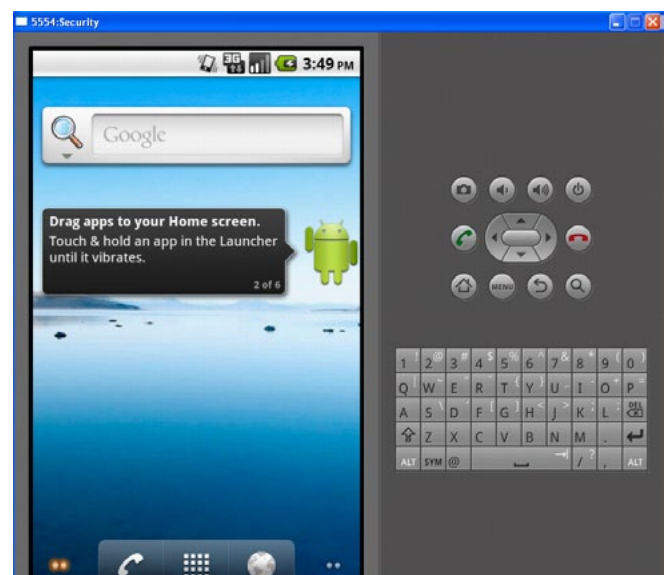 5554:Security
3G
3:49 PM
Google
Drag apps to your Home screen.
Touch & hold an app in the Launcher
until it vibrates.
2 of 6
MENU
1 ! 2 @ 3 # 4 $ 5 % 6 ^ 7 & 8 * 9 ( 0 )
Q W E R T Y U I O P
A S D F G H J K L DEL
Z X C V B N M .
ALT SYM @ / ? , ALT